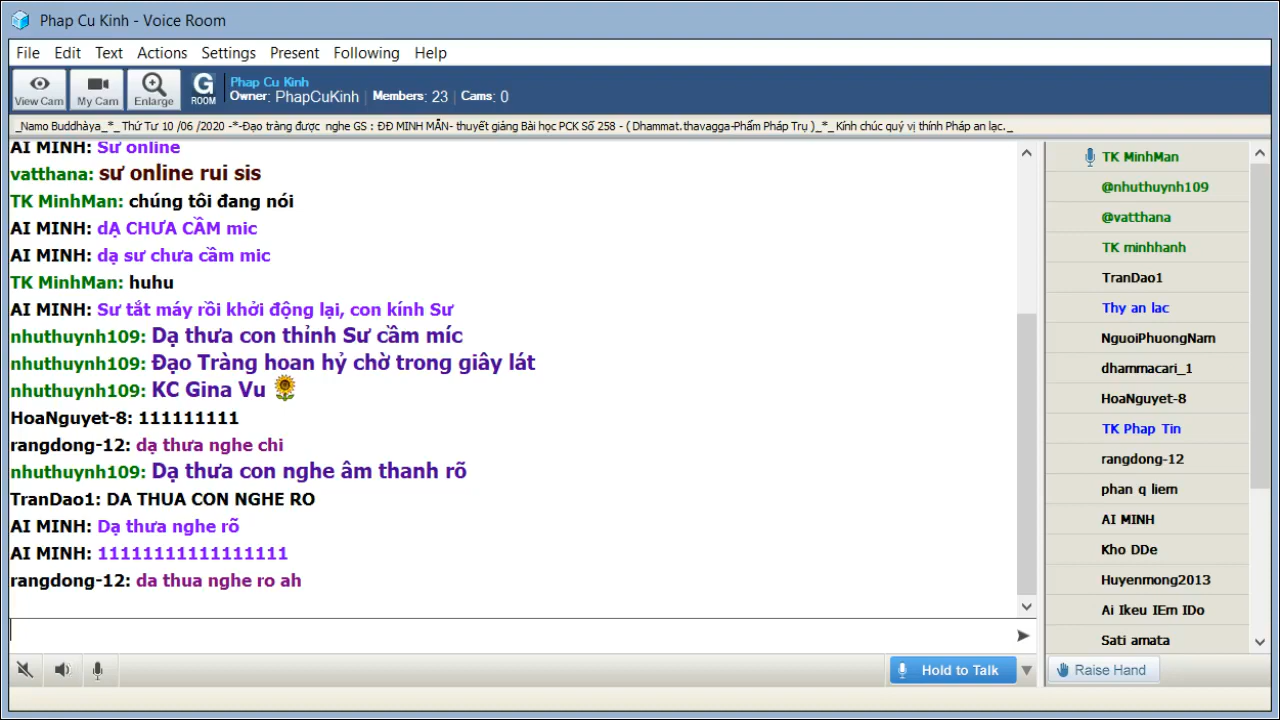 Phap Cu Kinh - Voice Room
File Edit Text Actions Settings Present Following Help
View Cam My Cam Enlarge G ROOM
Phap Cu Kinh
Owner: PhapCuKinh Members: 23 Cams: 0
_Namo Buddhàya_*_ Thứ Tư 10 /06 /2020 -*-Đạo tràng được nghe GS : ĐĐ MINH MẪN- thuyết giảng Bài học PCK Số 258 - ( Dhammat.thavagga-Phẩm Pháp Trụ )_*_ Kính chúc quý vị thính Pháp an lạc._
AI MINH: Sư online
vatthana: sư online rui sis
TK MinhMan: chúng tôi đang nói
AI MINH: dẠ CHƯA CẦM mic
AI MINH: dạ sư chưa cầm mic
TK MinhMan: huhu
AI MINH: Sư tắt máy rồi khởi động lại, con kính Sư
nhuthuynh109: Dạ thưa con thỉnh Sư cầm míc
nhuthuynh109: Đạo Tràng hoan hỷ chờ trong giây lát
nhuthuynh109: KC Gina Vu
HoaNguyet-8: 111111111
rangdong-12: dạ thưa nghe chi
nhuthuynh109: Dạ thưa con nghe âm thanh rõ
TranDao1: DA THUA CON NGHE RO
AI MINH: Dạ thưa nghe rõ
AI MINH: 11111111111111111
rangdong-12: da thua nghe ro ah
TK MinhMan
@nhuthuynh109
@vatthana
TK minhhanh
TranDao1
Thy an lac
NguoiPhuongNam
dhammacari_1
HoaNguyet-8
TK Phap Tin
rangdong-12
phan q liem
AI MINH
Kho DDe
Huyenmong2013
Ai Ikeu IEm IDo
Sati amata
Hold to Talk
Raise Hand